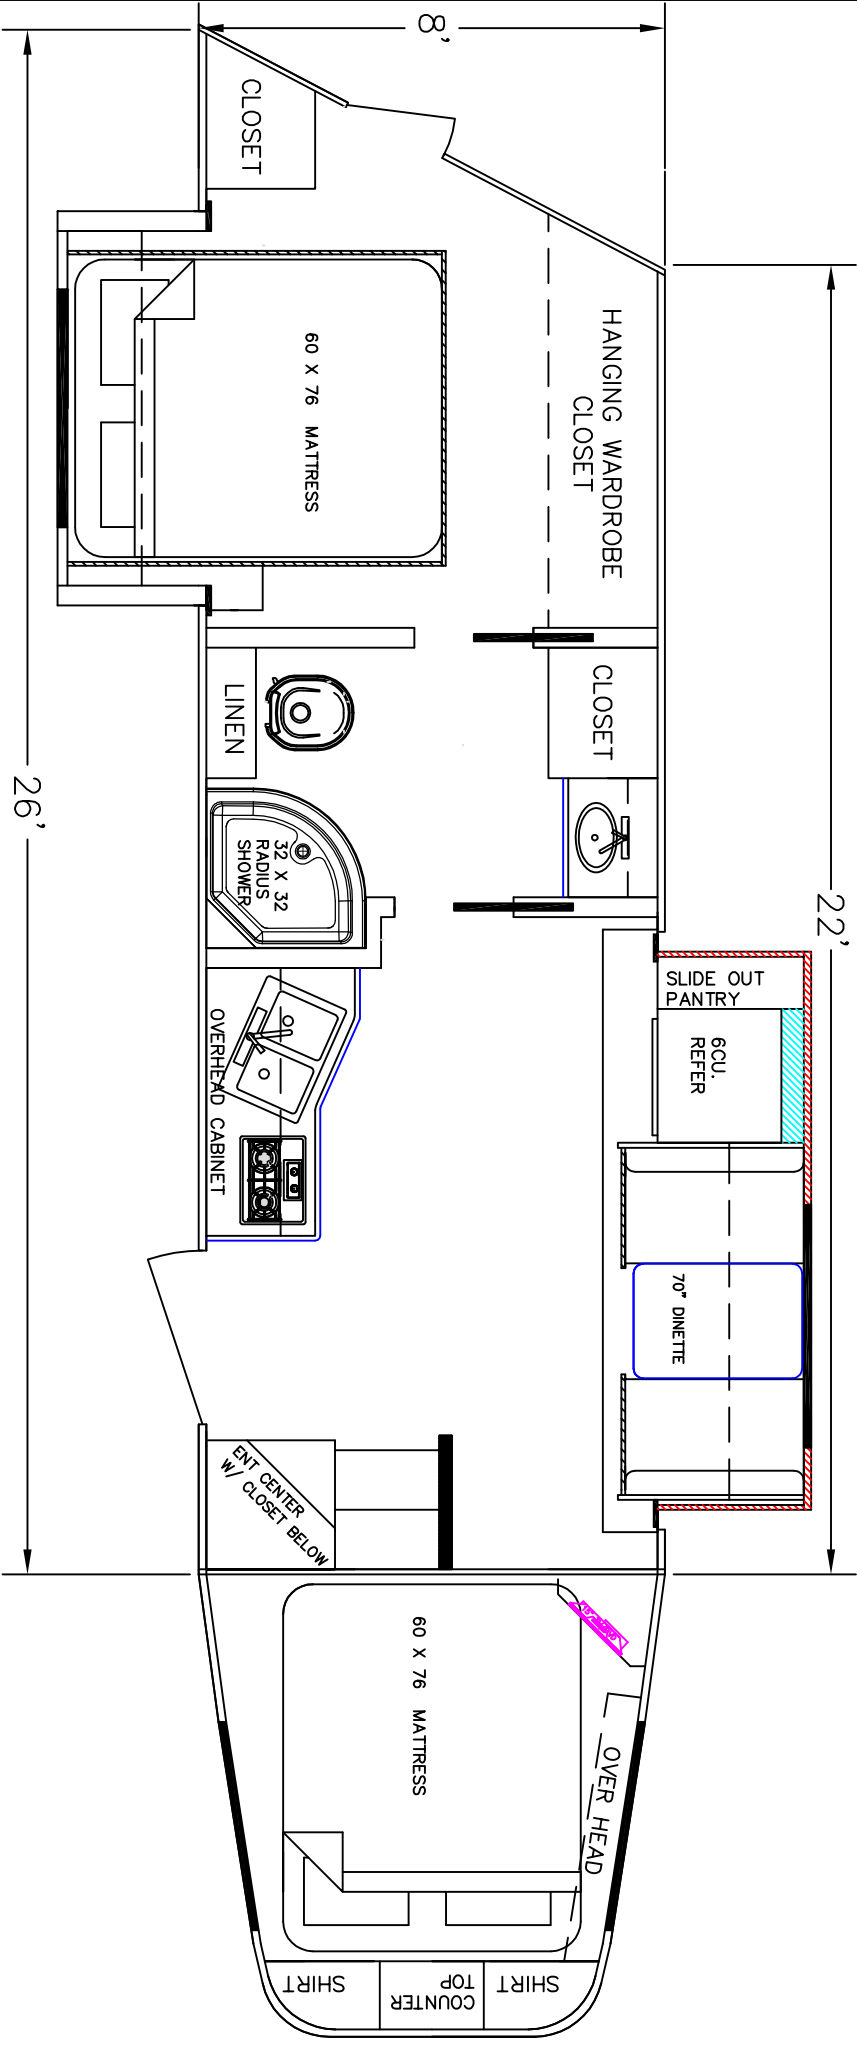 8'
CLOSET
HANGING WARDROBE
CLOSET
60 X 76 MATTRESS
CLOSET
LINEN
32 X 32
RADIUS
SHOWER
26'
22'
SLIDE OUT
PANTRY
6CU.
REFER
OVERHEAD CABINET
70" DINETTE
ENT CENTER
W/ CLOSET BELOW
60 X 76 MATTRESS
OVER HEAD
SHIRT
COUNTER
TOP
SHIRT